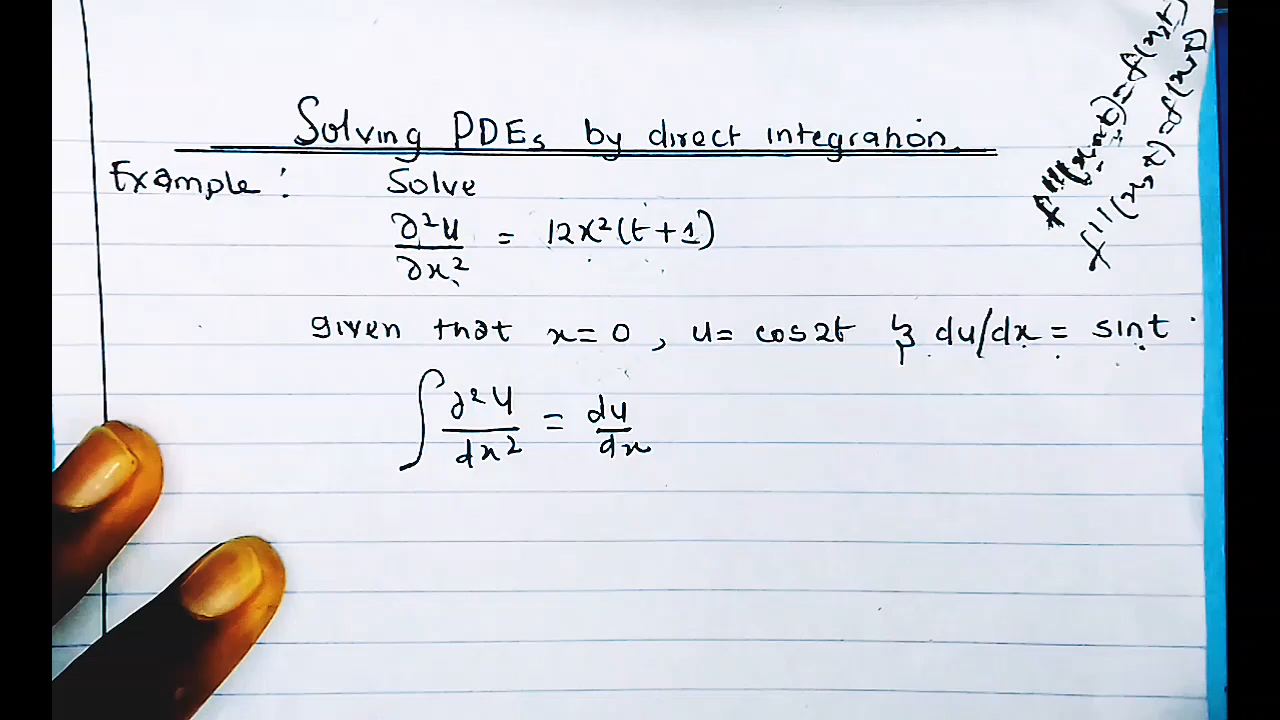 Solving PDEs by direct integration.
Example: Solve
∂²u/∂x² = 12x²(t+1)
given that x=0, u= cos2t & du/dx = sint
∫ ∂²u/dx² = du/dx
f''(x,t) = f(x,t)